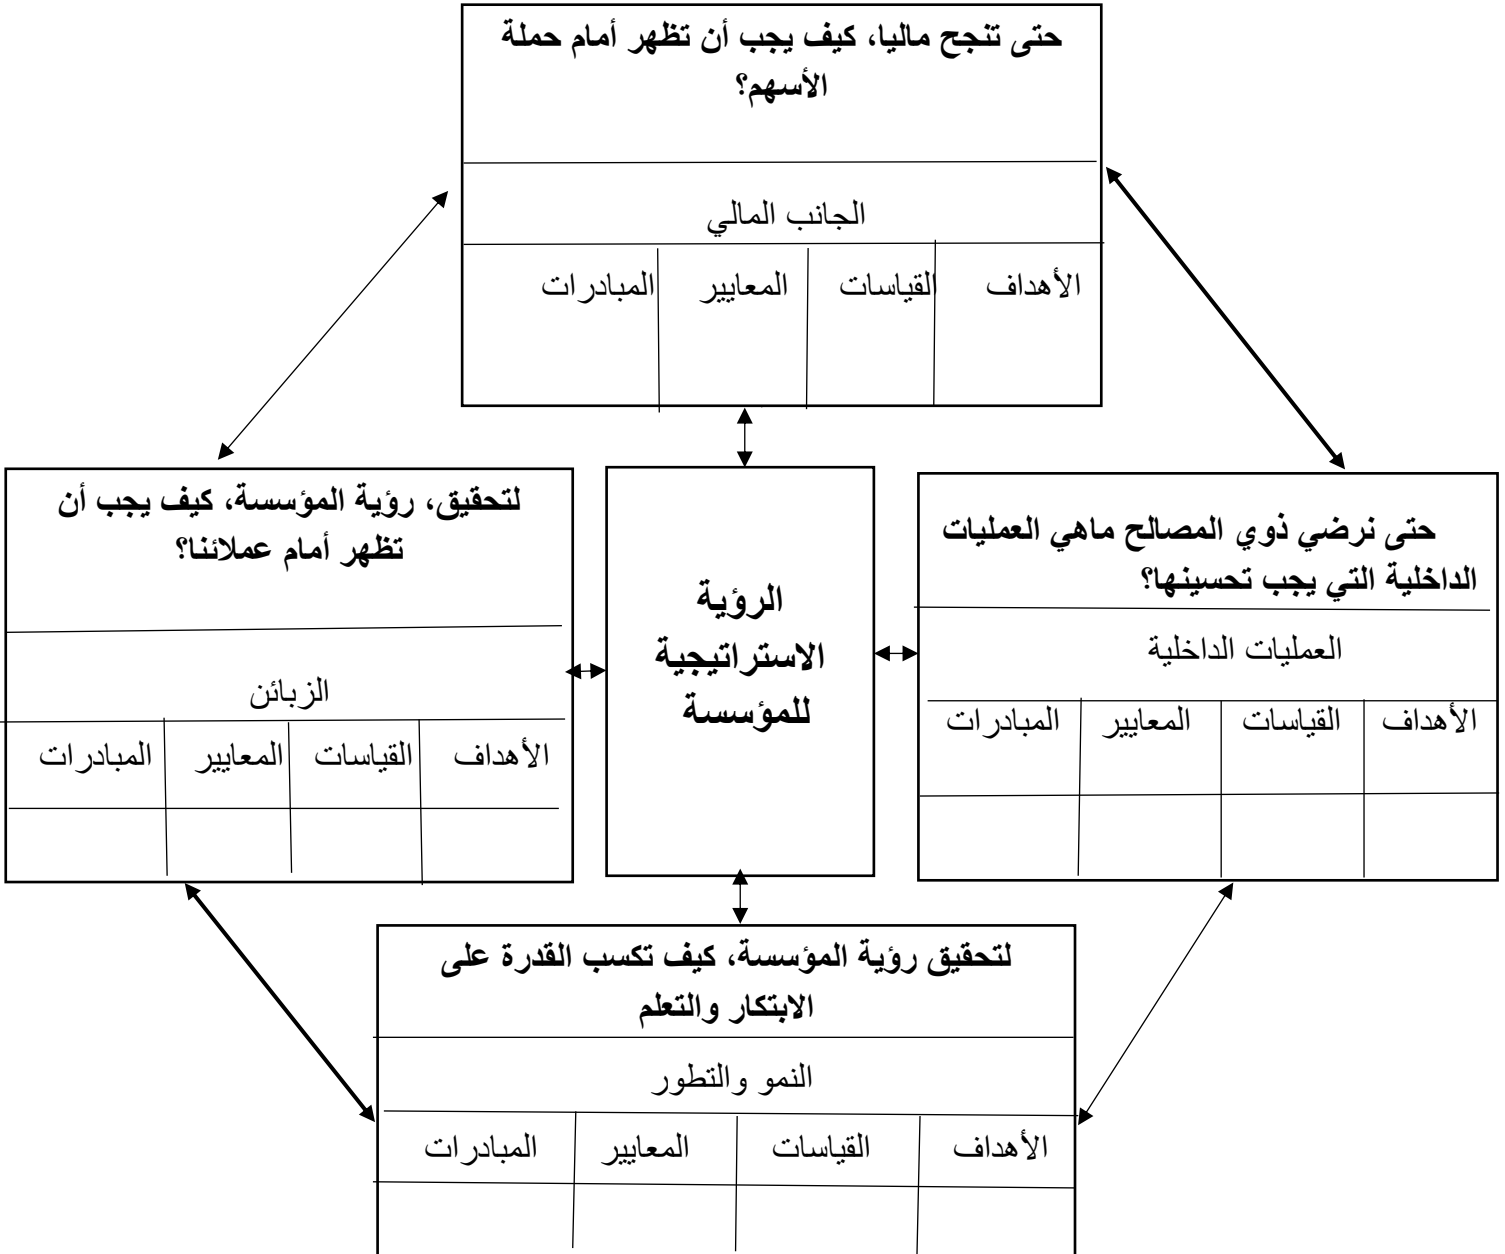 حتى تنجح ماليا، كيف يجب أن تظهر أمام حملة
الأسهم؟
الجانب المالي
الأهداف القياسات المعايير المبادرات
حتى نرضي ذوي المصالح ماهي العمليات
الداخلية التي يجب تحسينها؟
العمليات الداخلية
الأهداف القياسات المعايير المبادرات
الرؤية
الاستراتيجية
للمؤسسة
لتحقيق، رؤية المؤسسة، كيف يجب أن
تظهر أمام عملائنا؟
الزبائن
الأهداف القياسات المعايير المبادرات
لتحقيق رؤية المؤسسة، كيف تكسب القدرة على
الابتكار والتعلم
النمو والتطور
الأهداف القياسات المعايير المبادرات